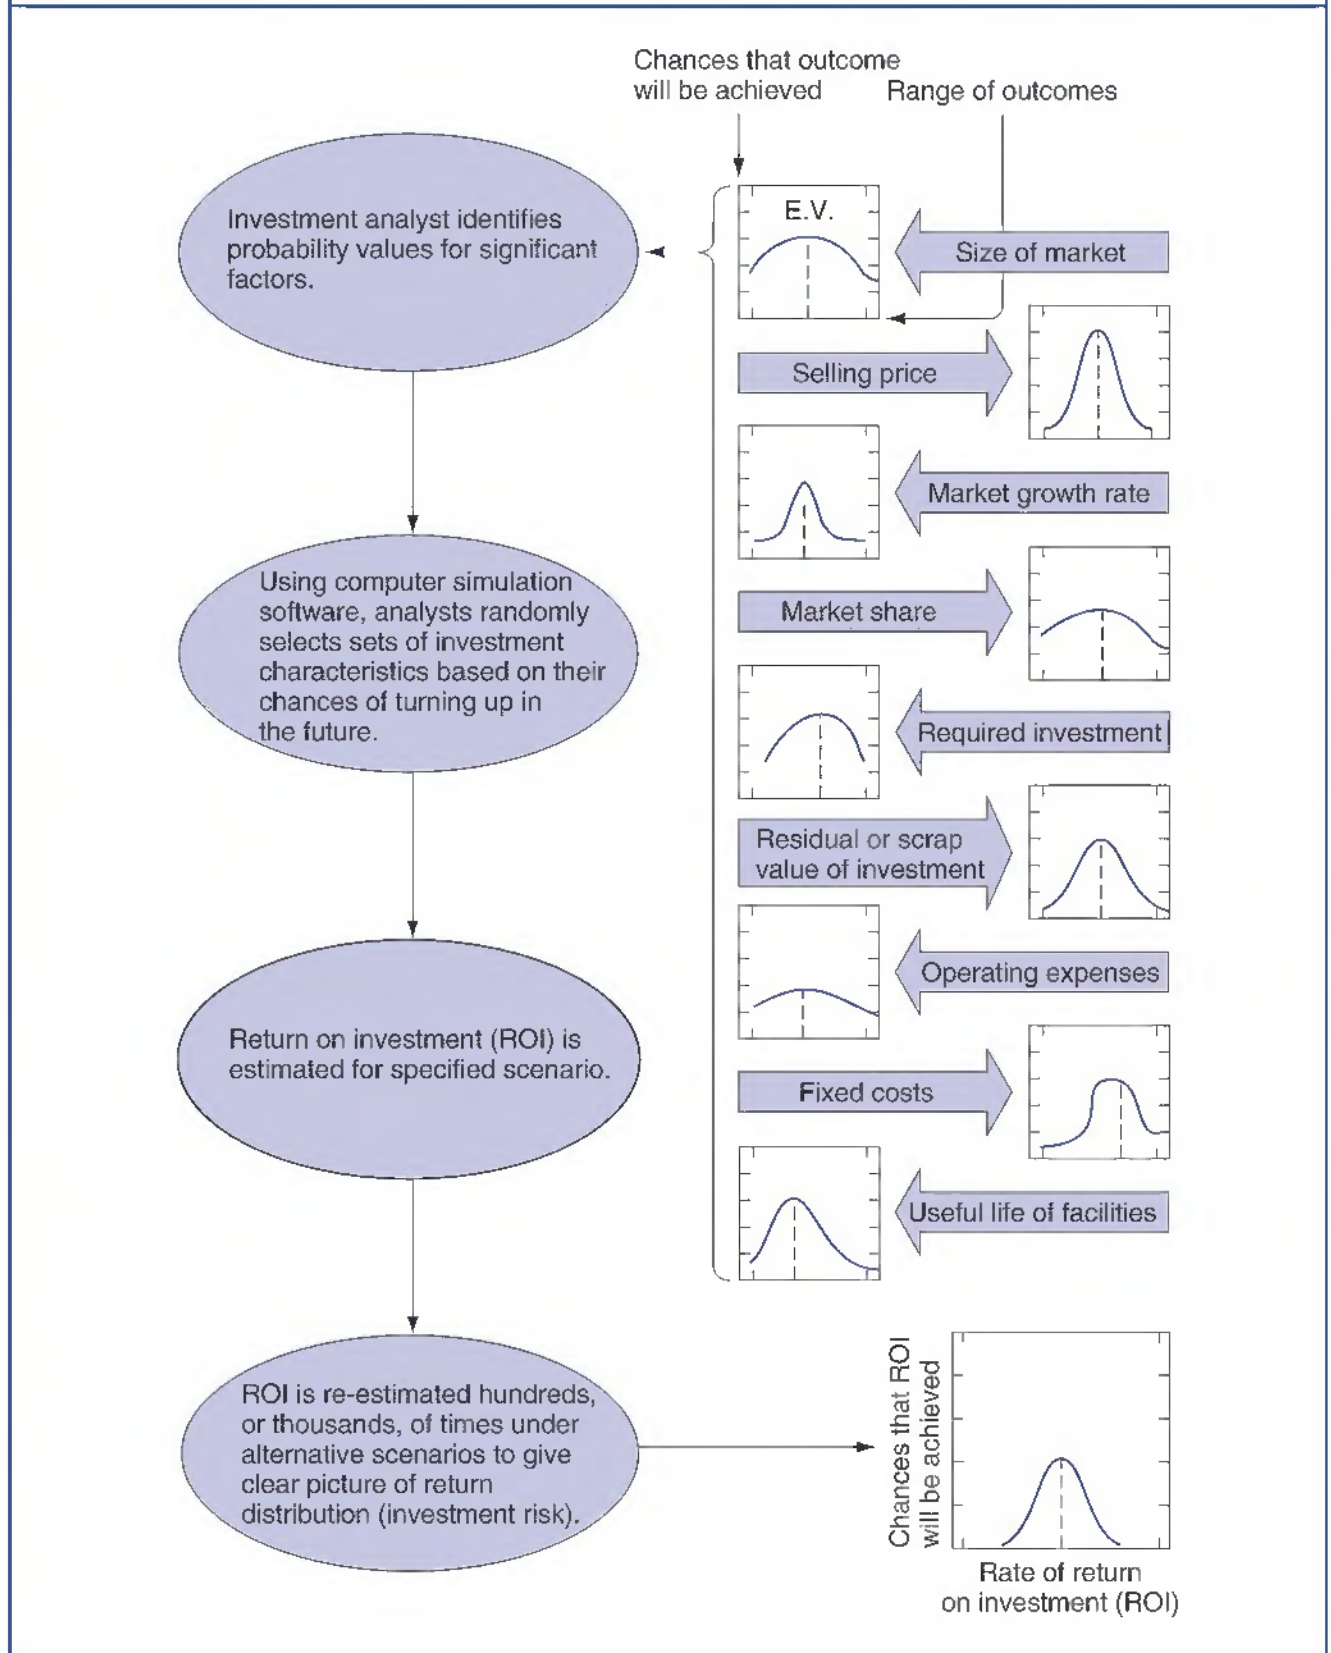 Chances that outcome
will be achieved
Range of outcomes
Investment analyst identifies
probability values for significant
factors.
E.V.
Size of market
Selling price
Market growth rate
Using computer simulation
software, analysts randomly
selects sets of investment
characteristics based on their
chances of turning up in
the future.
Market share
Required investment
Residual or scrap
value of investment
Operating expenses
Return on investment (ROI) is
estimated for specified scenario.
Fixed costs
Useful life of facilities
ROI is re-estimated hundreds,
or thousands, of times under
alternative scenarios to give
clear picture of return
distribution (investment risk).
Chances that ROI
will be achieved
Rate of return
on investment (ROI)